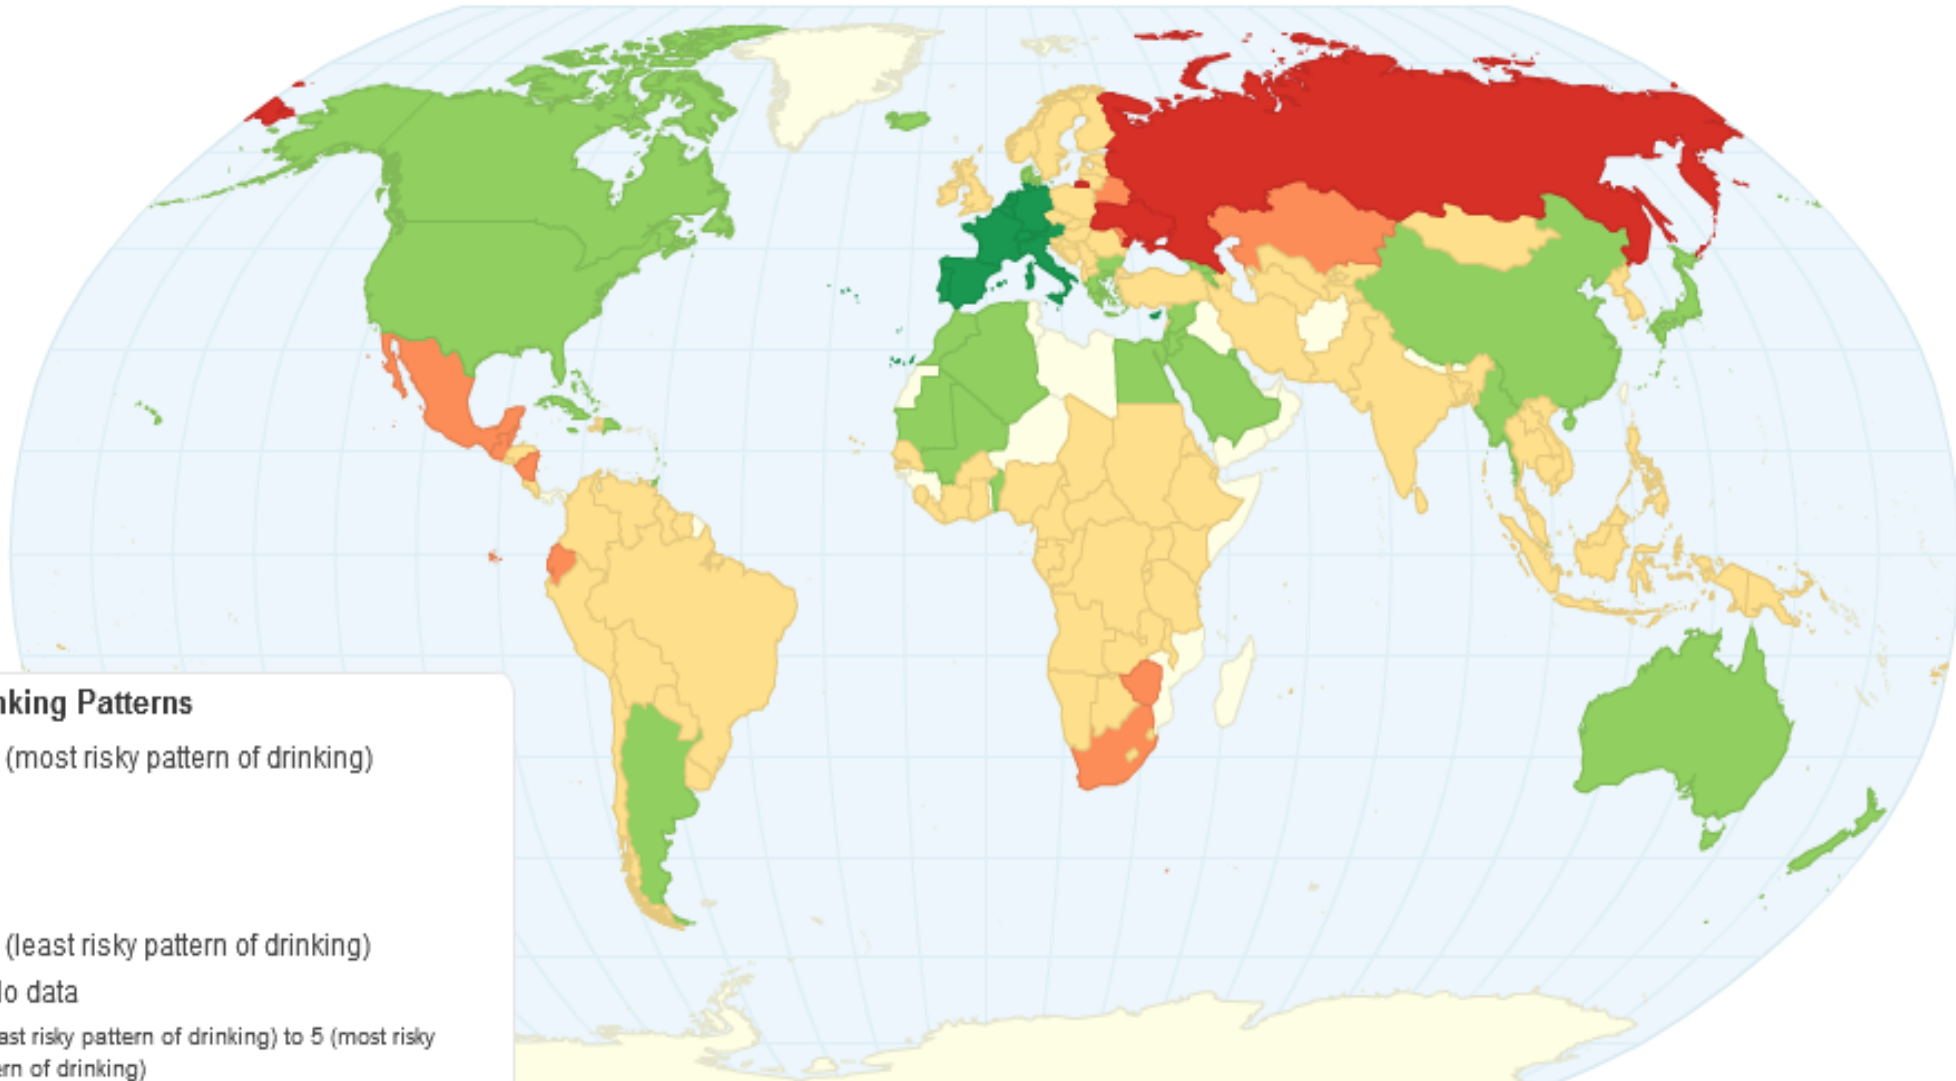 nking Patterns
(most risky pattern of drinking)
(least risky pattern of drinking)
lo data
ast risky pattern of drinking) to 5 (most risky
ern of drinking)